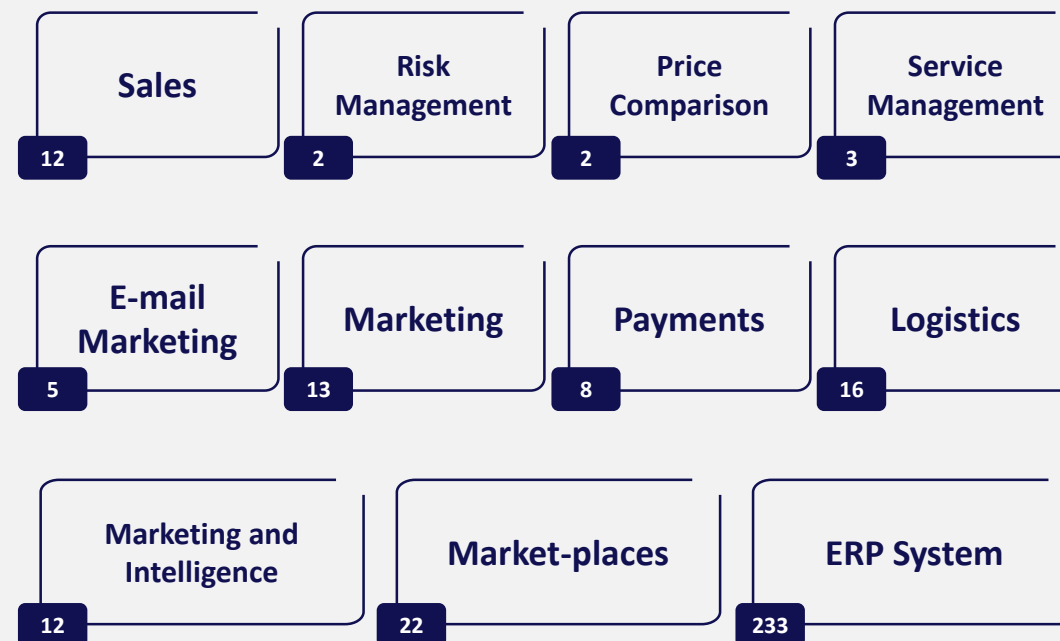 Sales
12
Risk
Management
2
Price
Comparison
2
Service
Management
3
E-mail
Marketing
5
Marketing
13
Payments
8
Logistics
16
Marketing and
Intelligence
12
Market-places
22
ERP System
233